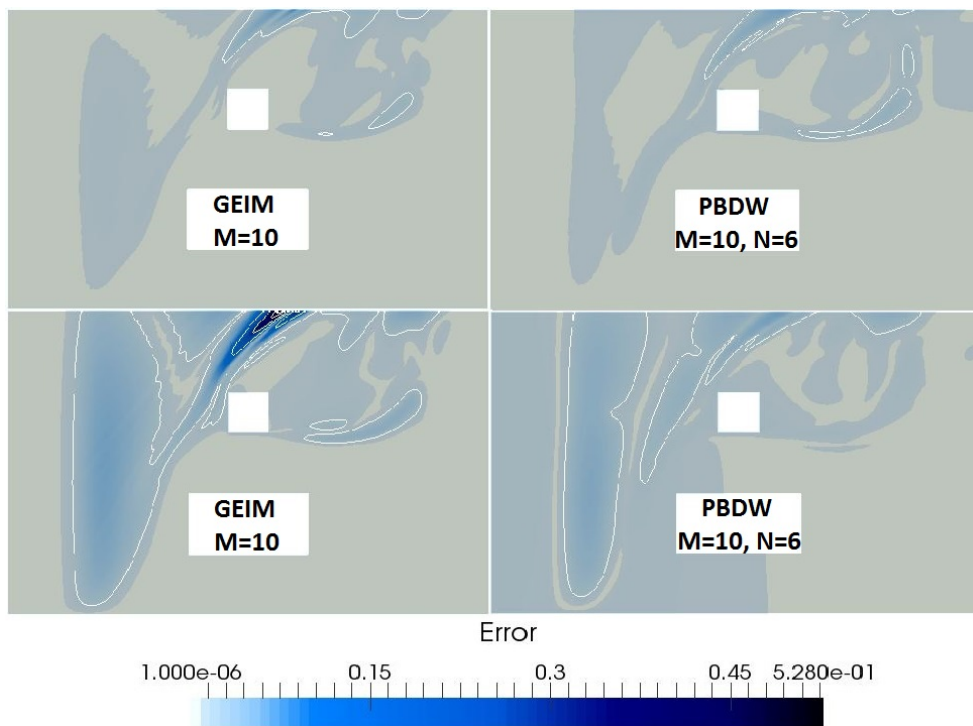 GEIM
M=10
PBDW
M=10, N=6
GEIM
M=10
PBDW
M=10, N=6
Error
1.000e-06 0.15 0.3 0.45 5.280e-01